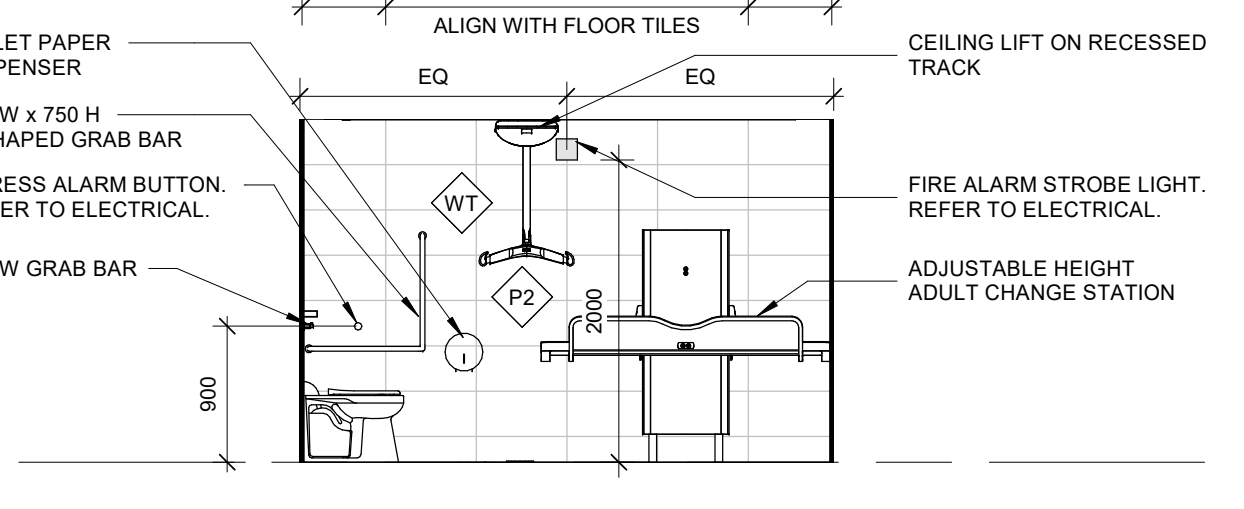 ALIGN WITH FLOOR TILES
EQ
EQ
LET PAPER
PENSER
W x 750 H
HAPED GRAB BAR
RESS ALARM BUTTON.
ER TO ELECTRICAL.
W GRAB BAR
WT
P2
2000
900
CEILING LIFT ON RECESSED
TRACK
FIRE ALARM STROBE LIGHT.
REFER TO ELECTRICAL.
ADJUSTABLE HEIGHT
ADULT CHANGE STATION